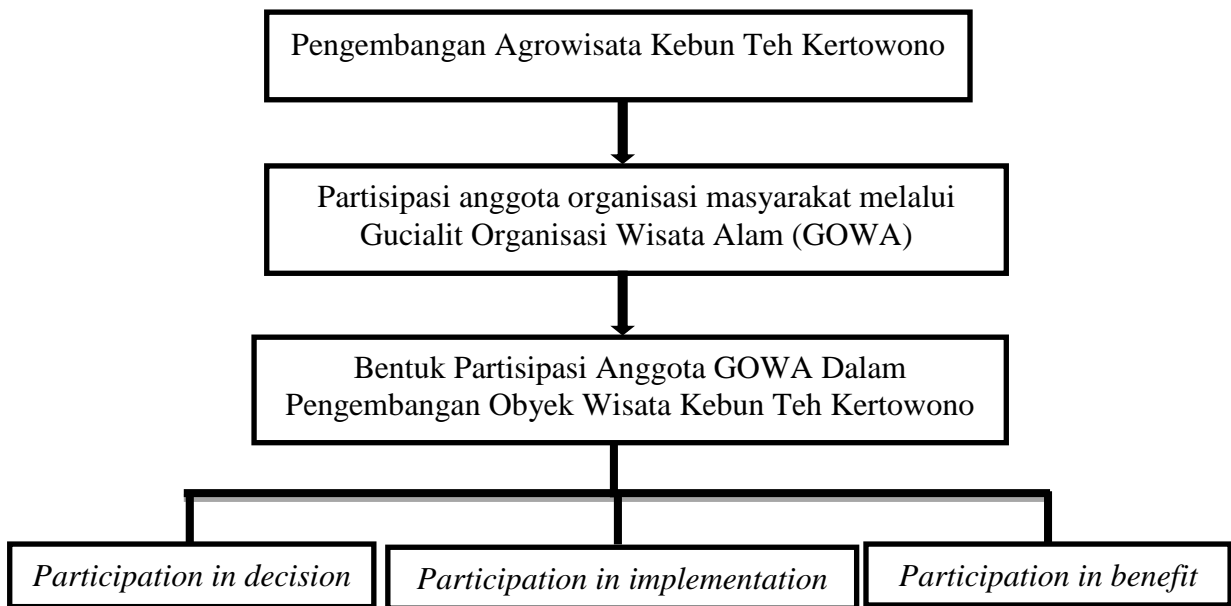 Pengembangan Agrowisata Kebun Teh Kertowono
Partisipasi anggota organisasi masyarakat melalui
Gucialit Organisasi Wisata Alam (GOWA)
Bentuk Partisipasi Anggota GOWA Dalam
Pengembangan Obyek Wisata Kebun Teh Kertowono
Participation in decision
Participation in implementation
Participation in benefit